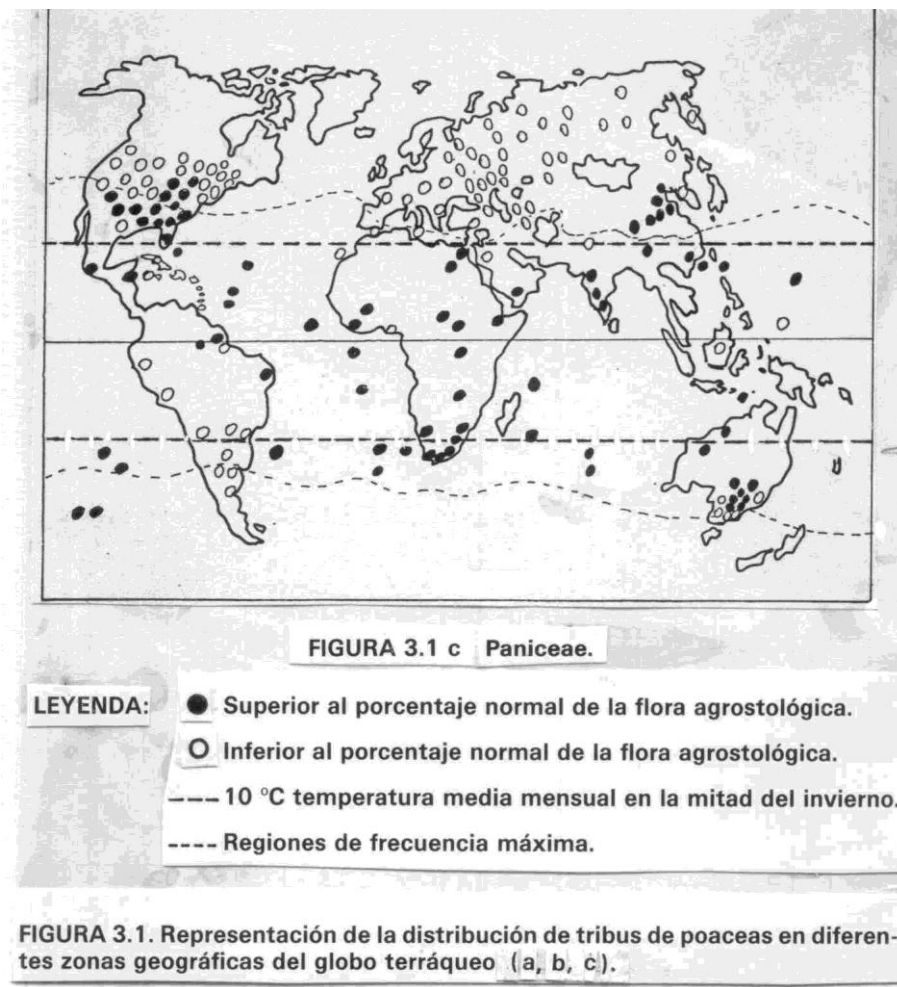 FIGURA 3.1 c Paniceae.
LEYENDA:
● Superior al porcentaje normal de la flora agrostológica.
○ Inferior al porcentaje normal de la flora agrostológica.
--- 10 °C temperatura media mensual en la mitad del invierno.
---- Regiones de frecuencia máxima.
FIGURA 3.1. Representación de la distribución de tribus de poaceas en diferen-
tes zonas geográficas del globo terráqueo (a, b, c).